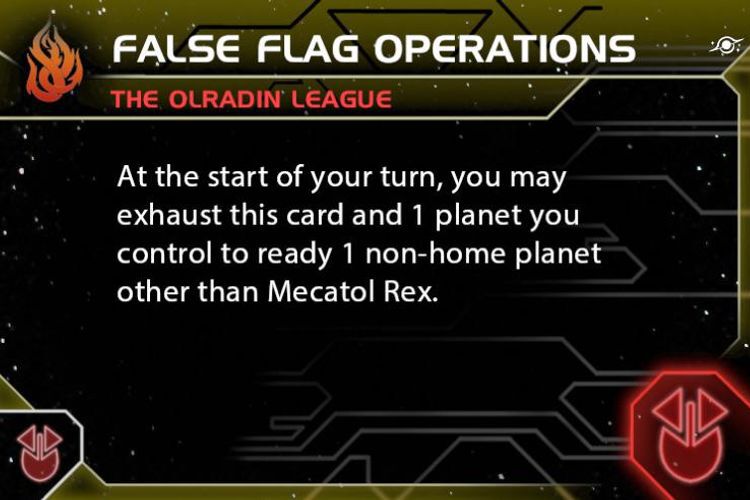 FALSE FLAG OPERATIONS
THE OLRADIN LEAGUE
At the start of your turn, you may
exhaust this card and 1 planet you
control to ready 1 non-home planet
other than Mecatol Rex.